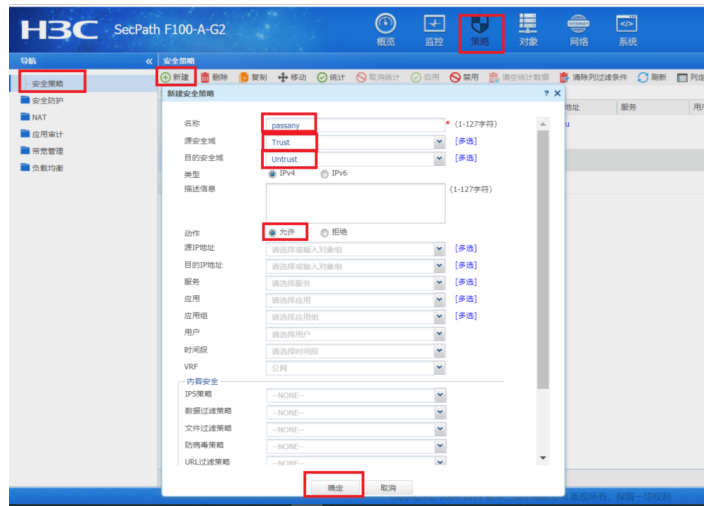 H3C SecPath F100-A-G2
概览 监控 策略 对象 网络 系统
导航 « 安全策略
安全策略
安全防护
NAT
应用审计
带宽管理
负载均衡
新建 删除 复制 移动 统计 取消统计 启用 禁用 清空统计数据 清除列过滤条件 刷新
新建安全策略 ? X
服务
名称 passany * (1-127字符)
源安全域 Trust [多选]
目的安全域 Untrust [多选]
类型 IPv4 IPv6
描述信息 (1-127字符)
动作 允许 拒绝
源IP地址 请选择或输入对象组 [多选]
目的IP地址 请选择或输入对象组 [多选]
服务 请选择服务 [多选]
应用 请选择应用 [多选]
应用组 请选择应用组 [多选]
用户 请选择用户
时间段 请选择时间段
VRF 公网
内容安全
IPS策略 --NONE--
数据过滤策略 --NONE--
文件过滤策略 --NONE--
防病毒策略 --NONE--
URL过滤策略 --NONE--
确定 取消
版权所有，保留一切权利